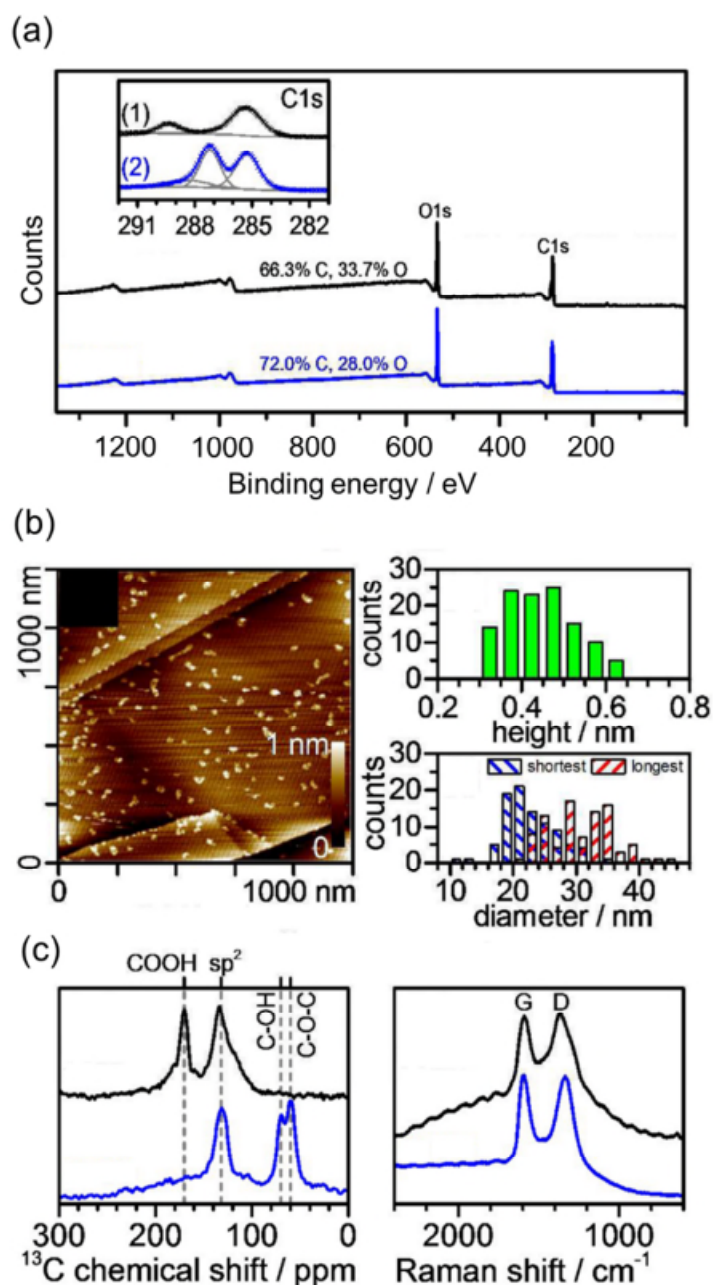 (a)
C1s
(1)
(2)
291 288 285 282
O1s
C1s
66.3% C, 33.7% O
72.0% C, 28.0% O
Counts
1200 1000 800 600 400 200
Binding energy / eV
(b)
1000 nm
0
1 nm
0
0 1000 nm
30
20
10
0
counts
0.2 0.4 0.6 0.8
height / nm
shortest longest
30
20
10
0
counts
10 20 30 40
diameter / nm
(c)
COOH sp²
C-OH
C-O-C
300 200 100 0
¹³C chemical shift / ppm
G D
2000 1000
Raman shift / cm⁻¹